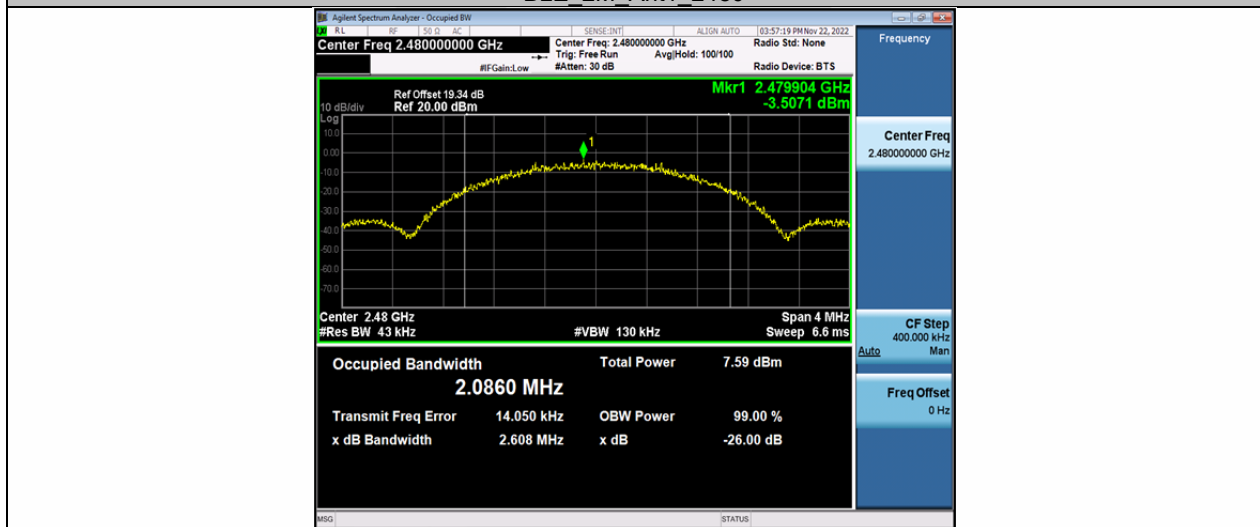 BLE_2M_Ant1_2480
Agilent Spectrum Analyzer - Occupied BW
RL RF 50 Ω AC SENSE:INT ALIGN AUTO 03:57:19 PM Nov 22, 2022
Center Freq 2.480000000 GHz
Center Freq: 2.480000000 GHz Radio Std: None
Trig: Free Run Avg|Hold: 100/100
#IFGain:Low #Atten: 30 dB Radio Device: BTS
Frequency
Ref Offset 19.34 dB Mkr1 2.479904 GHz
10 dB/div Ref 20.00 dBm -3.5071 dBm
Log
10.0
0.00
-10.0
-20.0
-30.0
-40.0
-50.0
-60.0
-70.0
1
Center 2.48 GHz Span 4 MHz
#Res BW 43 kHz #VBW 130 kHz Sweep 6.6 ms
Occupied Bandwidth Total Power 7.59 dBm
2.0860 MHz
Transmit Freq Error 14.050 kHz OBW Power 99.00 %
x dB Bandwidth 2.608 MHz x dB -26.00 dB
Center Freq
2.480000000 GHz
CF Step
400.000 kHz
Auto Man
Freq Offset
0 Hz
MSG STATUS